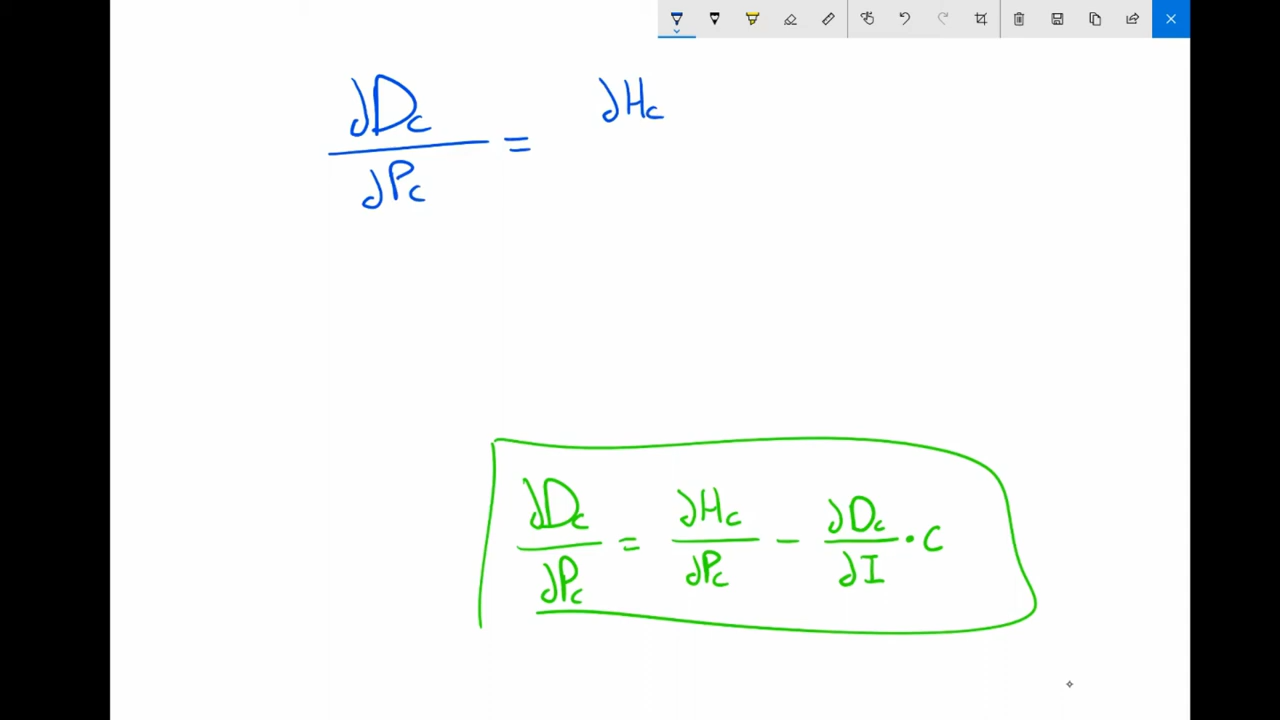 ∂Dc/∂Pc = ∂Hc
∂Dc/∂Pc = ∂Hc/∂Pc − ∂Dc/∂I · c